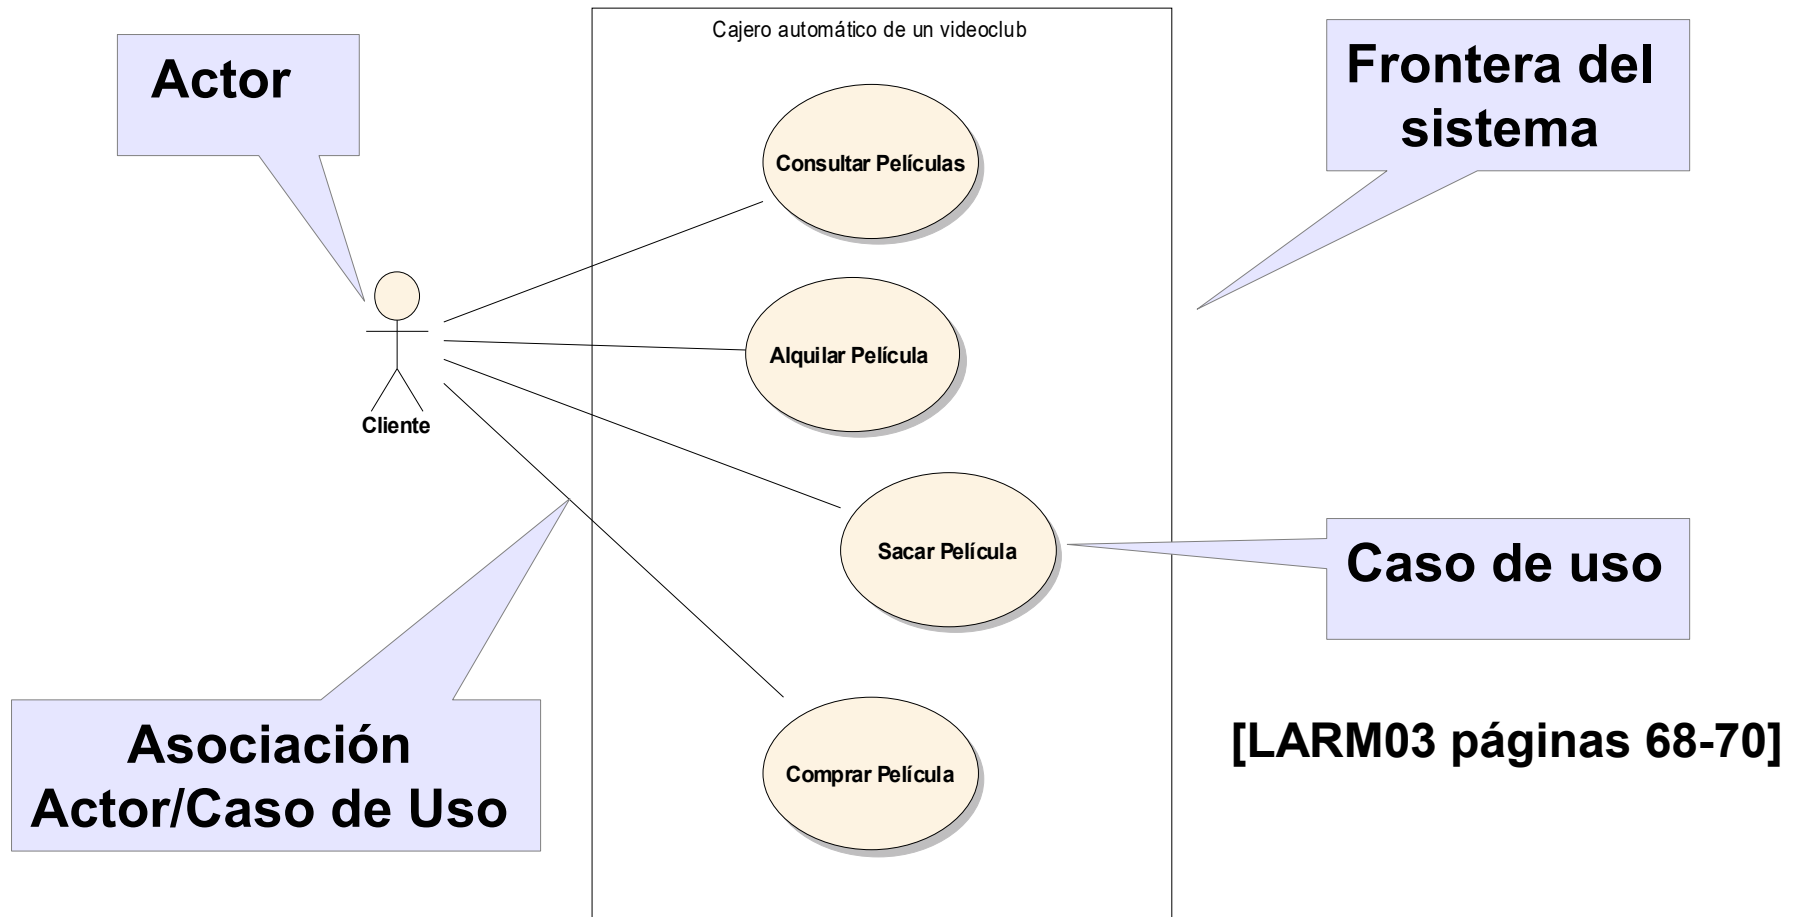 Cajero automático de un videoclub
Actor
Frontera del
sistema
Consultar Películas
Alquilar Película
Cliente
Sacar Película
Caso de uso
Asociación
Actor/Caso de Uso
[LARM03 páginas 68-70]
Comprar Película